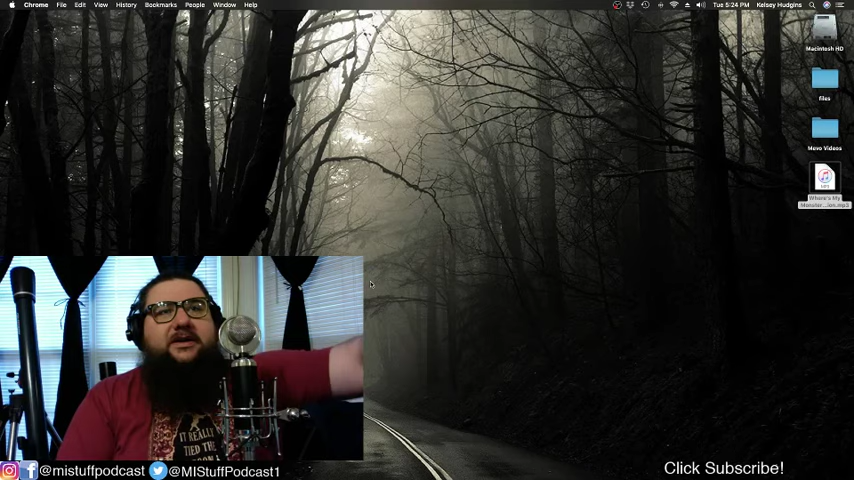 Chrome File Edit View History Bookmarks People Window Help
Tue 5:24 PM Kelsey Hudgins
Macintosh HD
files
Mevo Videos
Where's My
IT REALLY
TIED THE
@mistuffpodcast @MIStuffPodcast1
Click Subscribe!